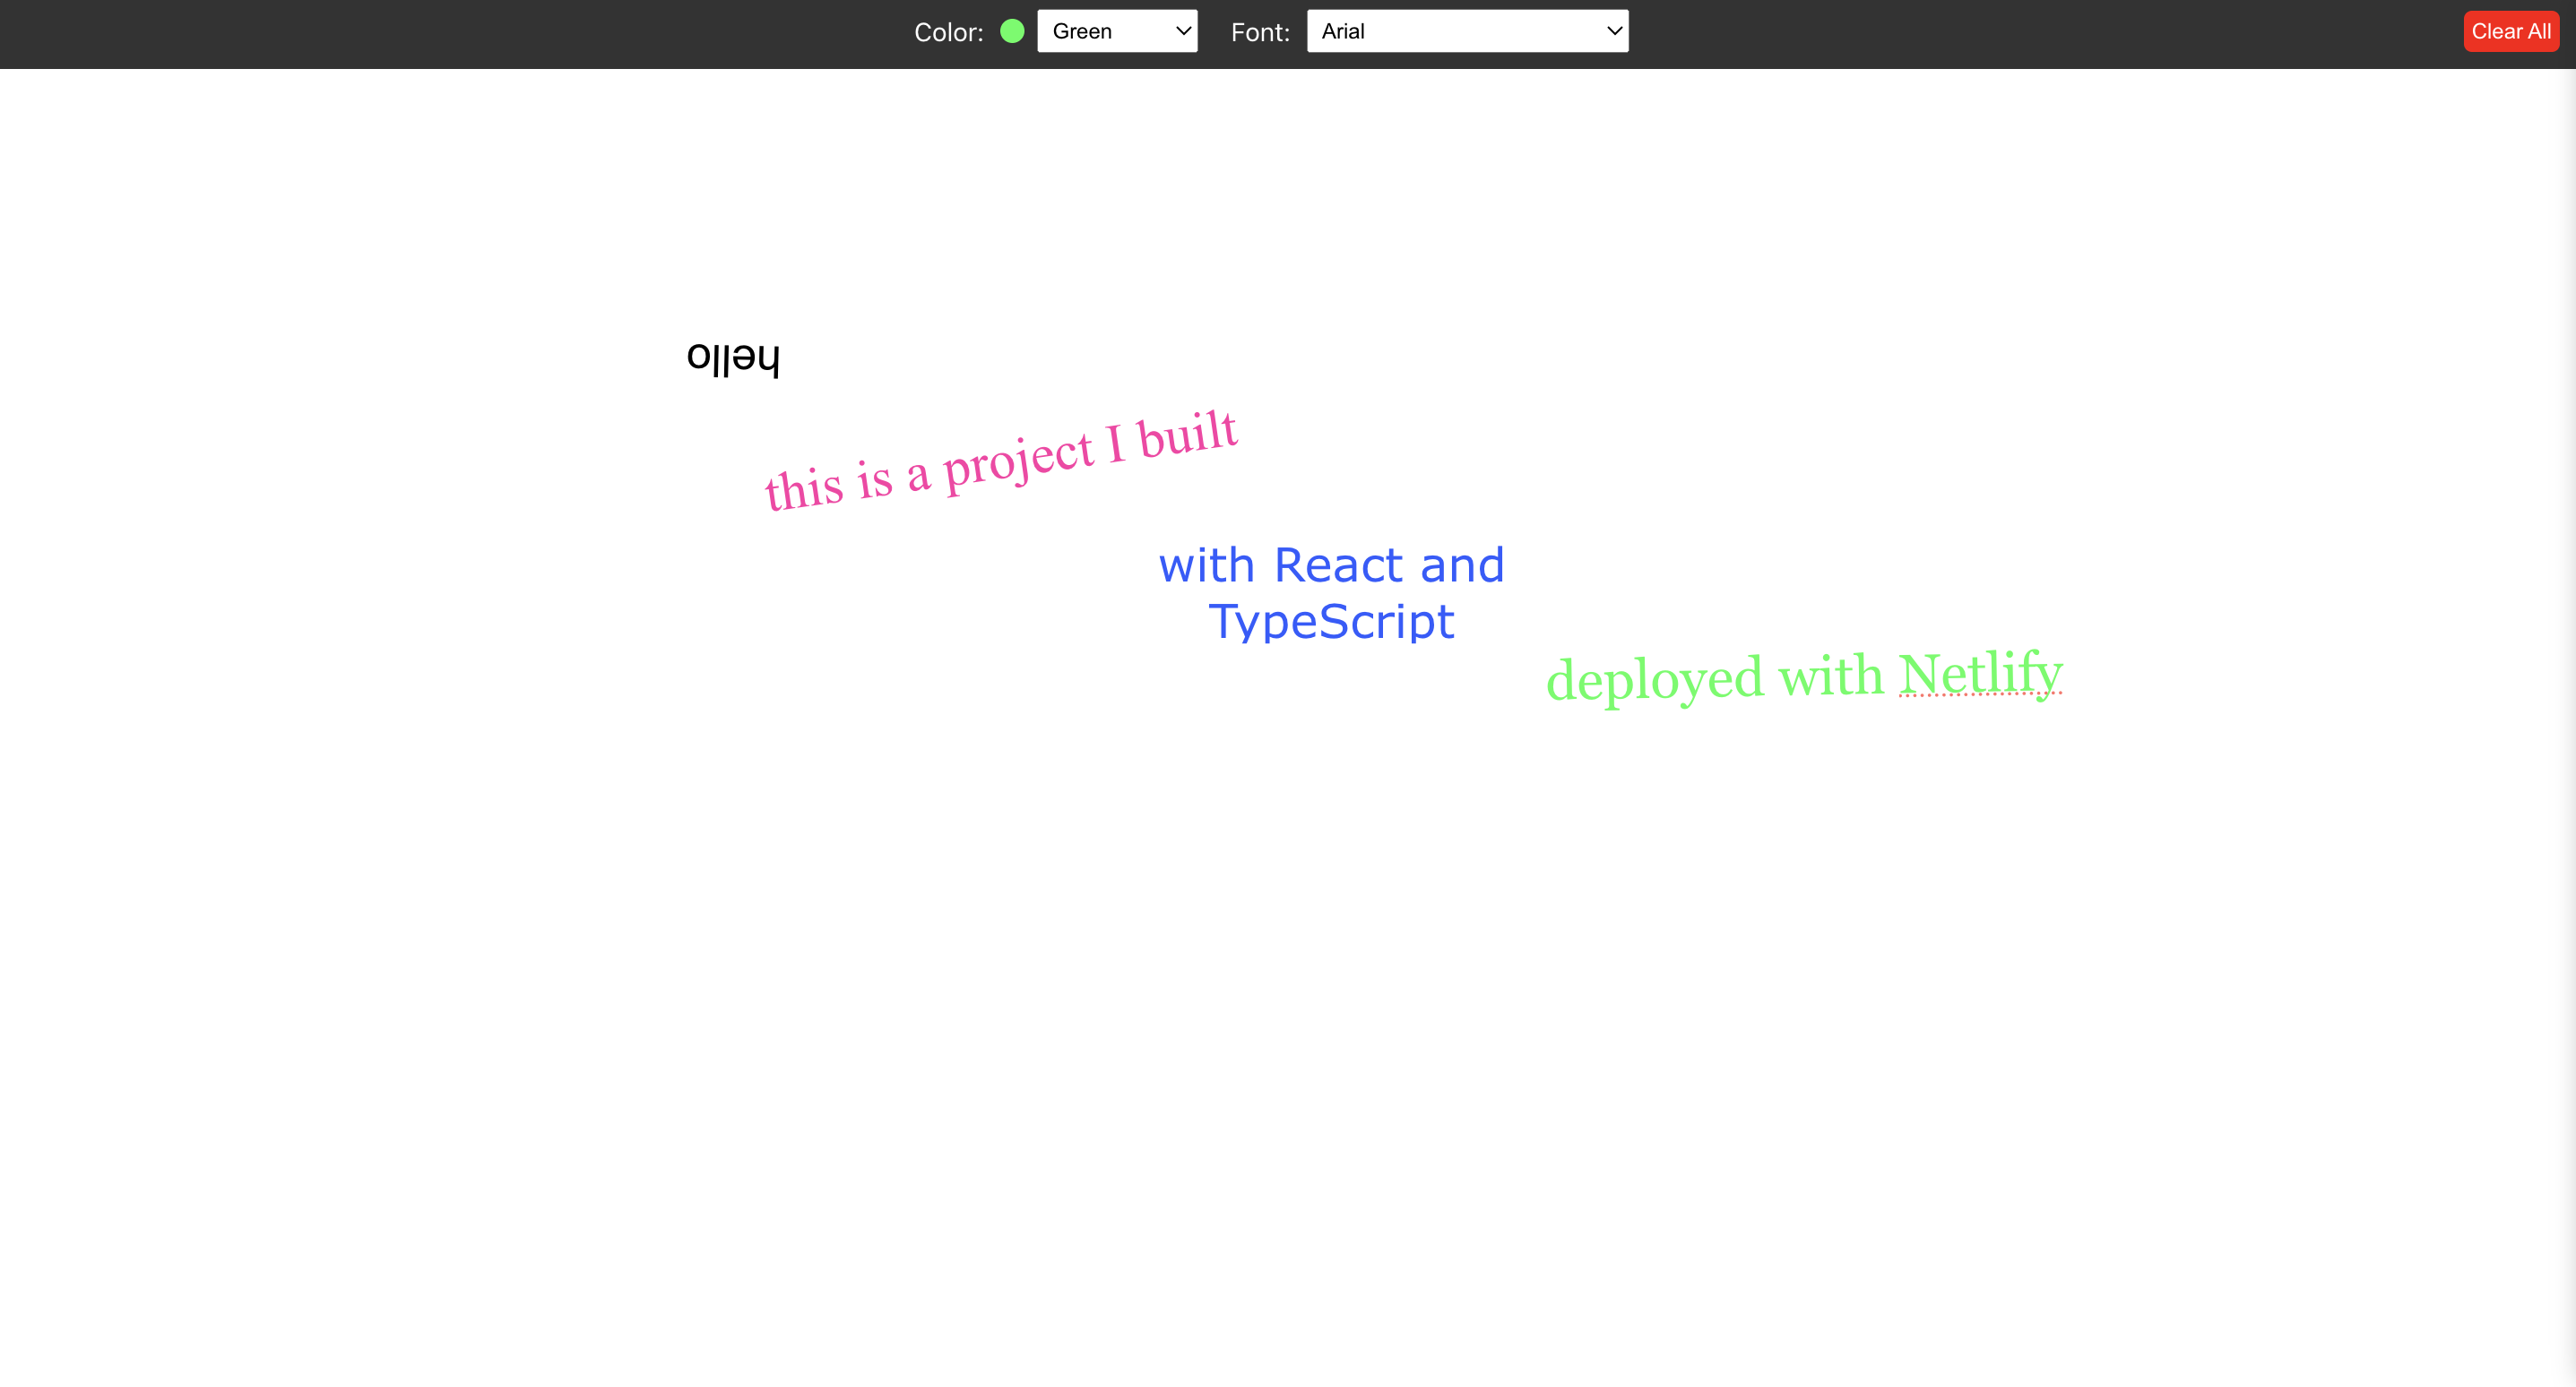 Color: Green Font: Arial Clear All
hello
this is a project I built
with React and
TypeScript
deployed with Netlify